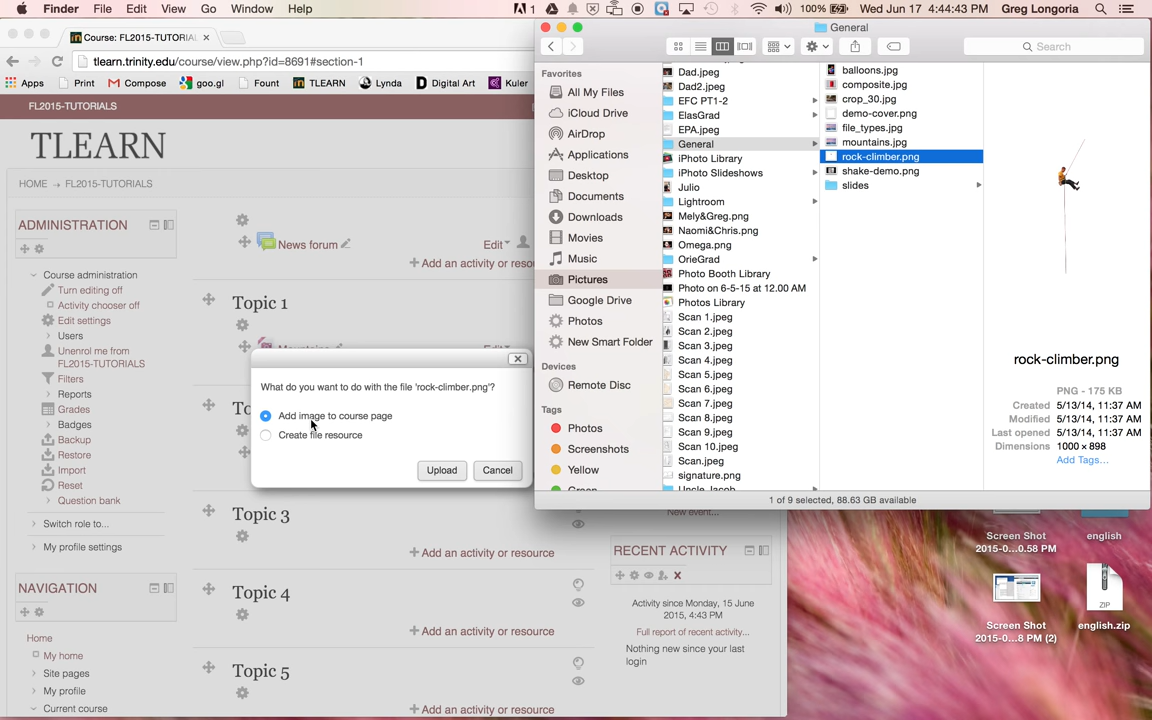 Finder File Edit View Go Window Help
1 100% Wed Jun 17 4:44:43 PM Greg Longoria
Course: FL2015-TUTORIAL
tlearn.trinity.edu/course/view.php?id=8691#section-1
Apps Print Compose goo.gl Fount TLEARN Lynda Digital Art Kuler
FL2015-TUTORIALS
TLEARN
HOME → FL2015-TUTORIALS
ADMINISTRATION
Course administration
Turn editing off
Activity chooser off
Edit settings
Users
Unenrol me from
FL2015-TUTORIALS
Filters
Reports
Grades
Badges
Backup
Restore
Import
Reset
Question bank
Switch role to...
My profile settings
NAVIGATION
Home
My home
Site pages
My profile
Current course
News forum
Edit
Add an activity or reso
Topic 1
Mountains
Edit
To
What do you want to do with the file 'rock-climber.png'?
Add image to course page
Create file resource
Upload Cancel
Topic 3
Add an activity or resource
Topic 4
Add an activity or resource
Topic 5
Add an activity or resource
New event...
RECENT ACTIVITY
Activity since Monday, 15 June
2015, 4:43 PM
Full report of recent activity...
Nothing new since your last
login
General
Search
Favorites
All My Files
iCloud Drive
AirDrop
Applications
Desktop
Documents
Downloads
Movies
Music
Pictures
Google Drive
Photos
New Smart Folder
Devices
Remote Disc
Tags
Photos
Screenshots
Yellow
Green
Dad.jpeg
Dad2.jpeg
EFC PT1-2
ElasGrad
EPA.jpeg
General
iPhoto Library
iPhoto Slideshows
Julio
Lightroom
Mely&Greg.png
Naomi&Chris.png
Omega.png
OrieGrad
Photo Booth Library
Photo on 6-5-15 at 12.00 AM
Photos Library
Scan 1.jpeg
Scan 2.jpeg
Scan 3.jpeg
Scan 4.jpeg
Scan 5.jpeg
Scan 6.jpeg
Scan 7.jpeg
Scan 8.jpeg
Scan 9.jpeg
Scan 10.jpeg
Scan.jpeg
signature.png
Uncle Jacob
balloons.jpg
composite.jpg
crop_30.jpg
demo-cover.png
file_types.jpg
mountains.jpg
rock-climber.png
shake-demo.png
slides
rock-climber.png
PNG - 175 KB
Created 5/13/14, 11:37 AM
Modified 5/13/14, 11:37 AM
Last opened 5/13/14, 11:37 AM
Dimensions 1000 × 898
Add Tags...
1 of 9 selected, 88.63 GB available
Screen Shot
2015-0...0.58 PM
english
ZIP
Screen Shot
2015-0...8 PM (2)
english.zip